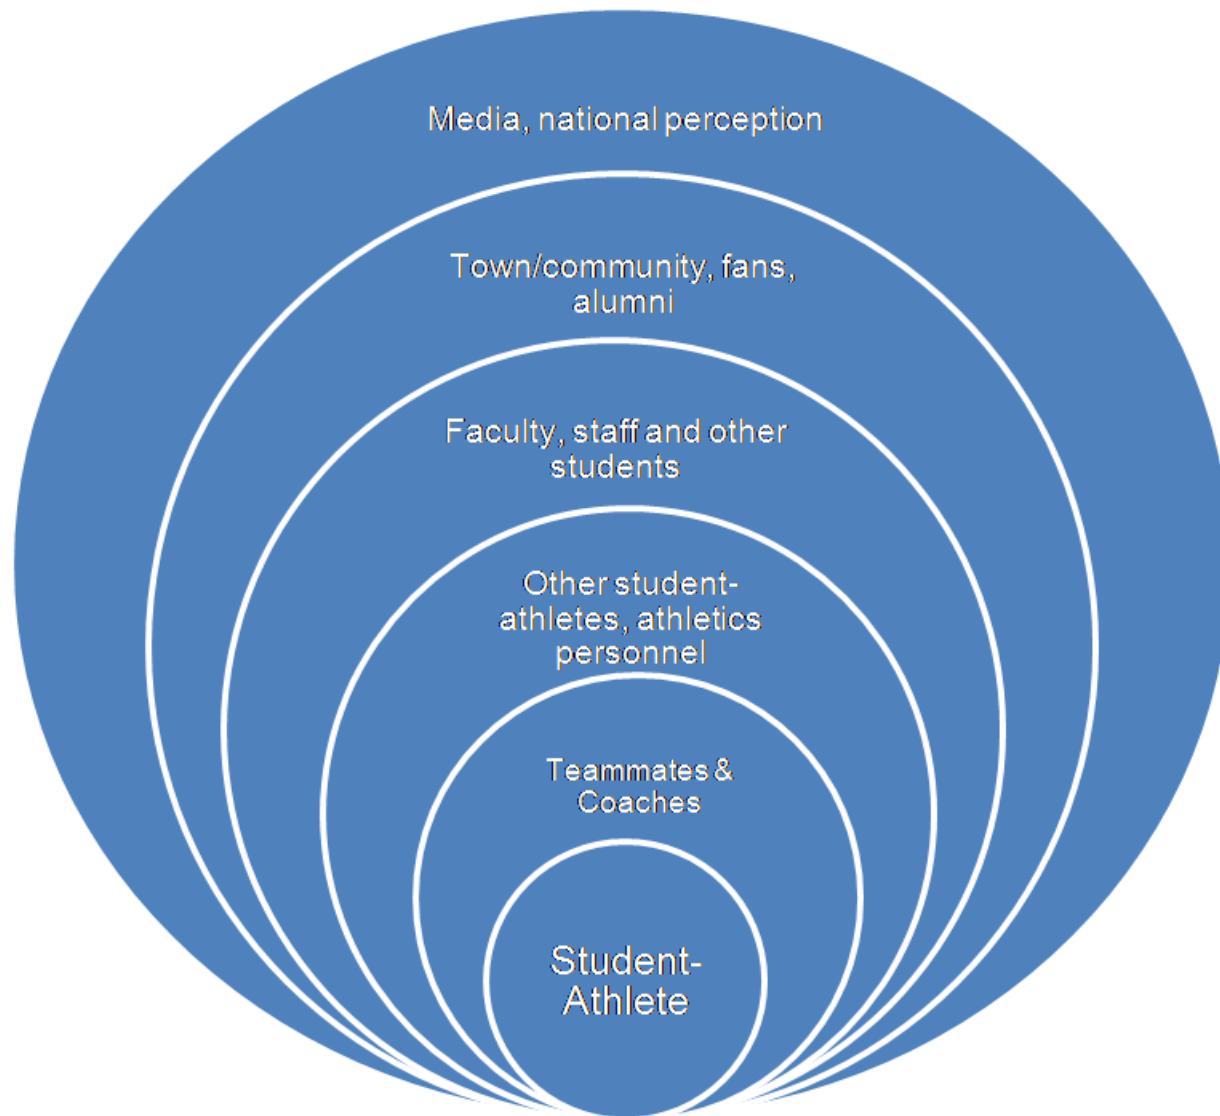 Media, national perception
Town/community, fans,
alumni
Faculty, staff and other
students
Other student-
athletes, athletics
personnel
Teammates &
Coaches
Student-
Athlete